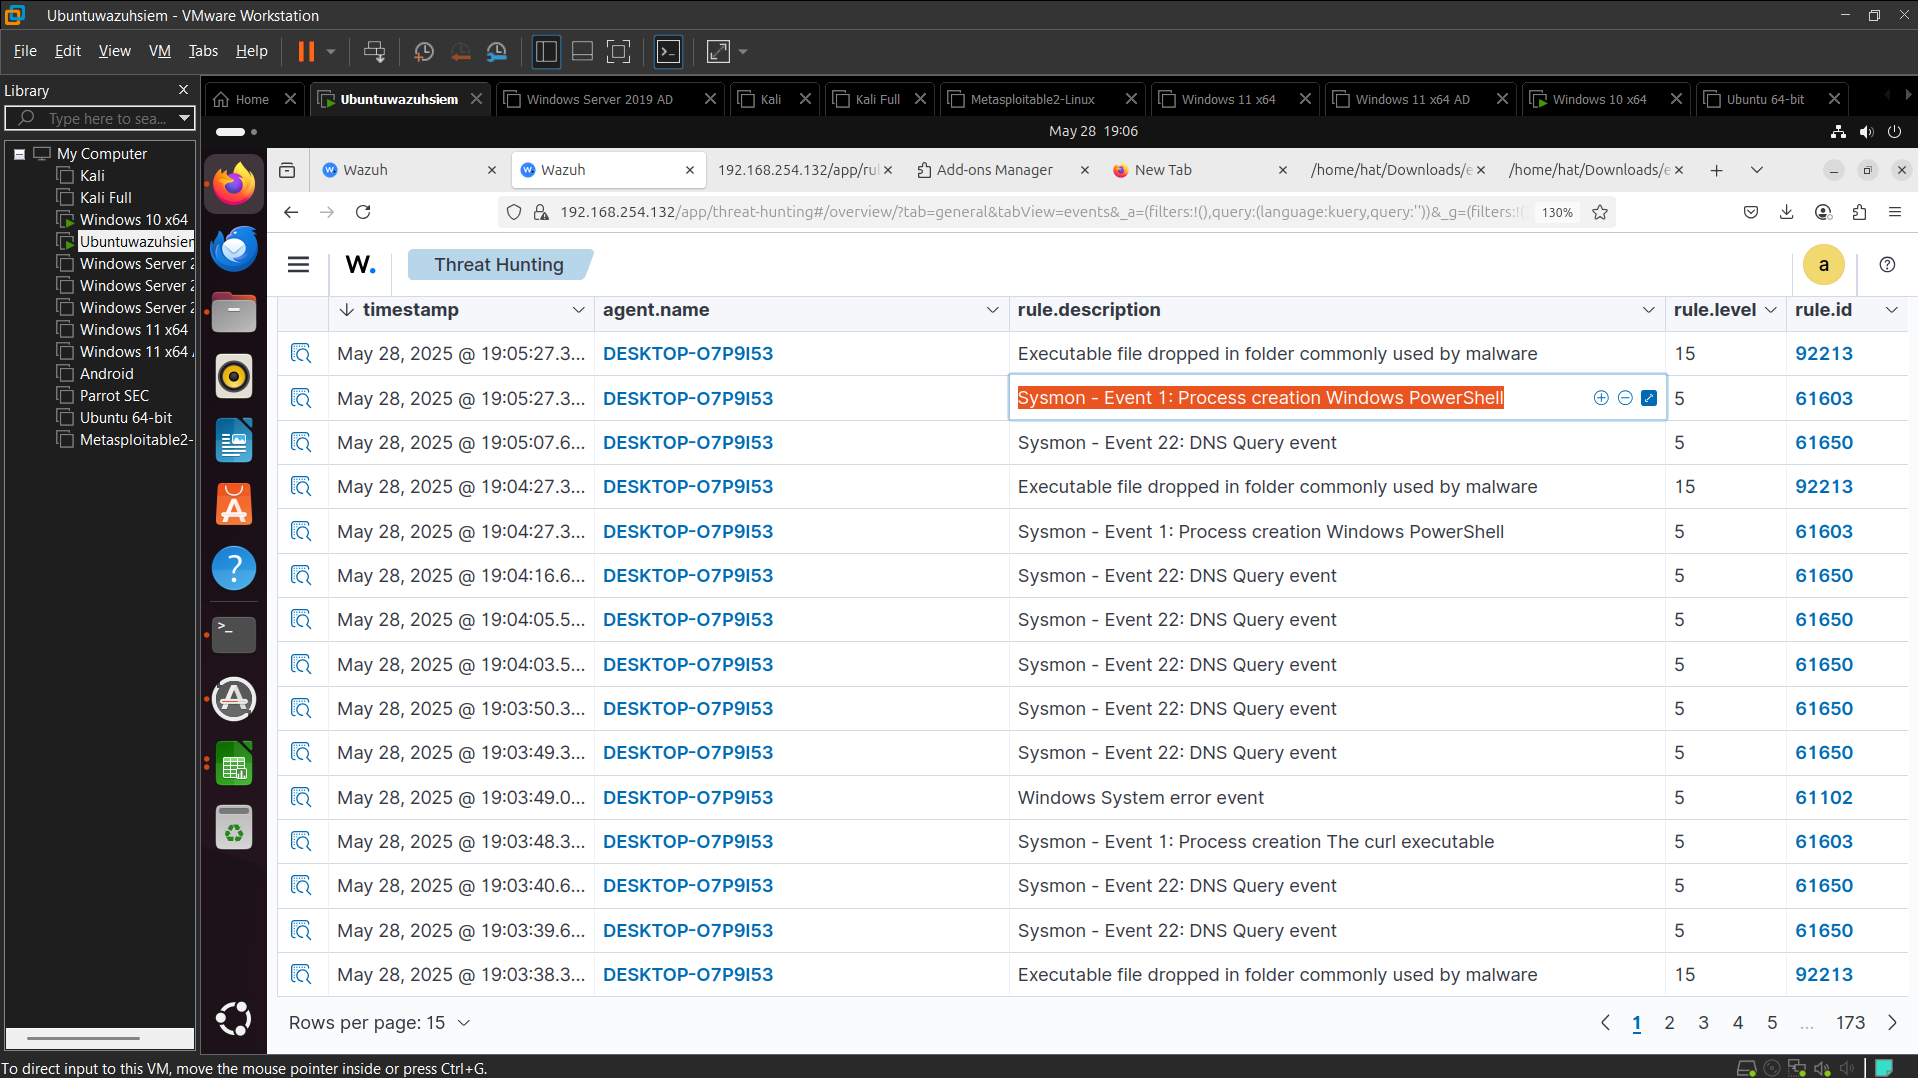 Ubuntuwazuhsiem - VMware Workstation
File Edit View VM Tabs Help
Library
Type here to sea...
Home
Ubuntuwazuhsiem
Windows Server 2019 AD
Kali
Kali Full
Metasploitable2-Linux
Windows 11 x64
Windows 11 x64 AD
Windows 10 x64
Ubuntu 64-bit
My Computer
Kali
Kali Full
Windows 10 x64
Ubuntuwazuhsien
Windows Server 2
Windows Server 2
Windows Server 2
Windows 11 x64
Windows 11 x64
Android
Parrot SEC
Ubuntu 64-bit
Metasploitable2-
May 28 19:06
Wazuh
Wazuh
192.168.254.132/app/rul
Add-ons Manager
New Tab
/home/hat/Downloads/e
/home/hat/Downloads/e
192.168.254.132/app/threat-hunting#/overview/?tab=general&tabView=events&_a=(filters:!(),query:(language:kuery,query:''))&_g=(filters:!( 130%
W. Threat Hunting a
timestamp agent.name rule.description rule.level rule.id
May 28, 2025 @ 19:05:27.3... DESKTOP-O7P9I53 Executable file dropped in folder commonly used by malware 15 92213
May 28, 2025 @ 19:05:27.3... DESKTOP-O7P9I53 Sysmon - Event 1: Process creation Windows PowerShell 5 61603
May 28, 2025 @ 19:05:07.6... DESKTOP-O7P9I53 Sysmon - Event 22: DNS Query event 5 61650
May 28, 2025 @ 19:04:27.3... DESKTOP-O7P9I53 Executable file dropped in folder commonly used by malware 15 92213
May 28, 2025 @ 19:04:27.3... DESKTOP-O7P9I53 Sysmon - Event 1: Process creation Windows PowerShell 5 61603
May 28, 2025 @ 19:04:16.6... DESKTOP-O7P9I53 Sysmon - Event 22: DNS Query event 5 61650
May 28, 2025 @ 19:04:05.5... DESKTOP-O7P9I53 Sysmon - Event 22: DNS Query event 5 61650
May 28, 2025 @ 19:04:03.5... DESKTOP-O7P9I53 Sysmon - Event 22: DNS Query event 5 61650
May 28, 2025 @ 19:03:50.3... DESKTOP-O7P9I53 Sysmon - Event 22: DNS Query event 5 61650
May 28, 2025 @ 19:03:49.3... DESKTOP-O7P9I53 Sysmon - Event 22: DNS Query event 5 61650
May 28, 2025 @ 19:03:49.0... DESKTOP-O7P9I53 Windows System error event 5 61102
May 28, 2025 @ 19:03:48.3... DESKTOP-O7P9I53 Sysmon - Event 1: Process creation The curl executable 5 61603
May 28, 2025 @ 19:03:40.6... DESKTOP-O7P9I53 Sysmon - Event 22: DNS Query event 5 61650
May 28, 2025 @ 19:03:39.6... DESKTOP-O7P9I53 Sysmon - Event 22: DNS Query event 5 61650
May 28, 2025 @ 19:03:38.3... DESKTOP-O7P9I53 Executable file dropped in folder commonly used by malware 15 92213
Rows per page: 15
1 2 3 4 5 ... 173
To direct input to this VM, move the mouse pointer inside or press Ctrl+G.